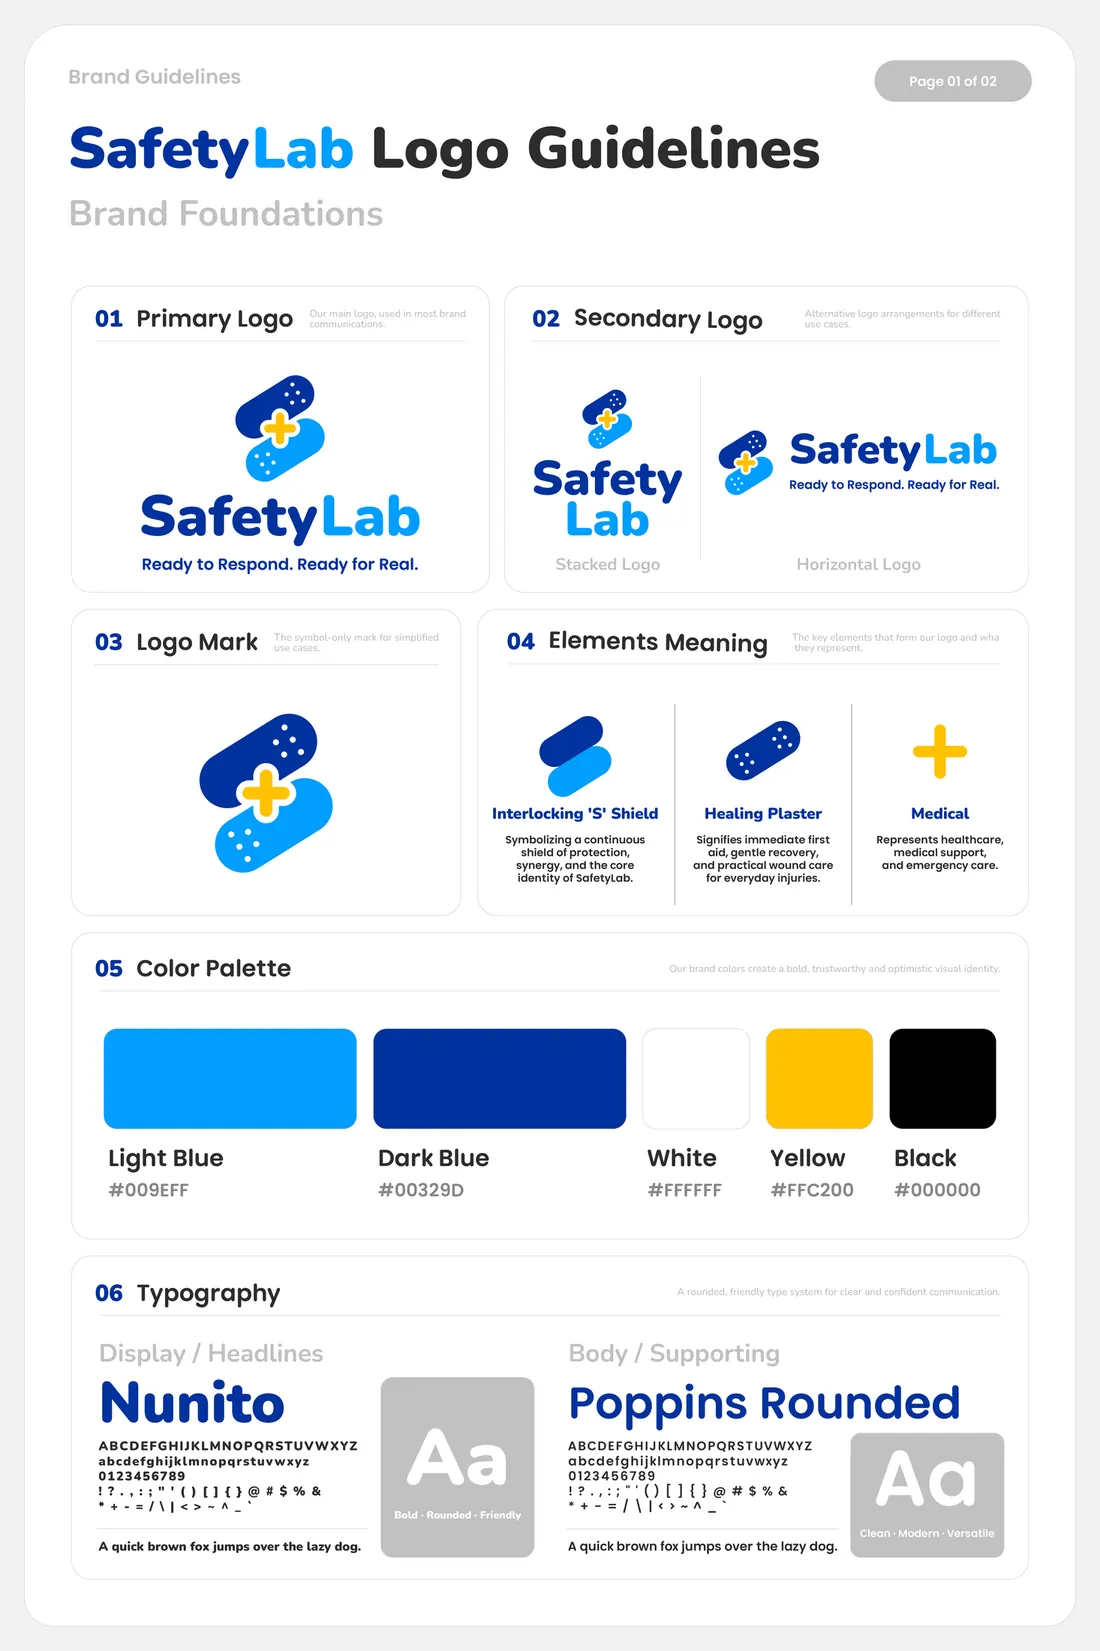 Brand Guidelines
Page 01 of 02
SafetyLab Logo Guidelines
Brand Foundations
01 Primary Logo
Our main logo, used in most brand
communications.
SafetyLab
Ready to Respond. Ready for Real.
02 Secondary Logo
Alternative logo arrangements for different
use cases.
Safety
Lab
Stacked Logo
SafetyLab
Ready to Respond. Ready for Real.
Horizontal Logo
03 Logo Mark
The symbol-only mark for simplified
use cases.
04 Elements Meaning
The key elements that form our logo and wha
they represent.
Interlocking 'S' Shield
Symbolizing a continuous
shield of protection,
synergy, and the core
identity of SafetyLab.
Healing Plaster
Signifies immediate first
aid, gentle recovery,
and practical wound care
for everyday injuries.
Medical
Represents healthcare,
medical support,
and emergency care.
05 Color Palette
Our brand colors create a bold, trustworthy and optimistic visual identity.
Light Blue
#009EFF
Dark Blue
#00329D
White
#FFFFFF
Yellow
#FFC200
Black
#000000
06 Typography
A rounded, friendly type system for clear and confident communication.
Display / Headlines
Nunito
ABCDEFGHIJKLMNOPQRSTUVWXYZ
abcdefghijklmnopqrstuvwxyz
0123456789
! ? . , : ; " ' ( ) [ ] { } @ # $ % &
* + - = / \ | < > ~ ^ _ `
A quick brown fox jumps over the lazy dog.
Aa
Bold · Rounded · Friendly
Body / Supporting
Poppins Rounded
ABCDEFGHIJKLMNOPQRSTUVWXYZ
abcdefghijklmnopqrstuvwxyz
0123456789
! ? . , : ; " ' ( ) [ ] { } @ # $ % &
* + - = / \ | < > ~ ^ _ `
A quick brown fox jumps over the lazy dog.
Aa
Clean · Modern · Versatile